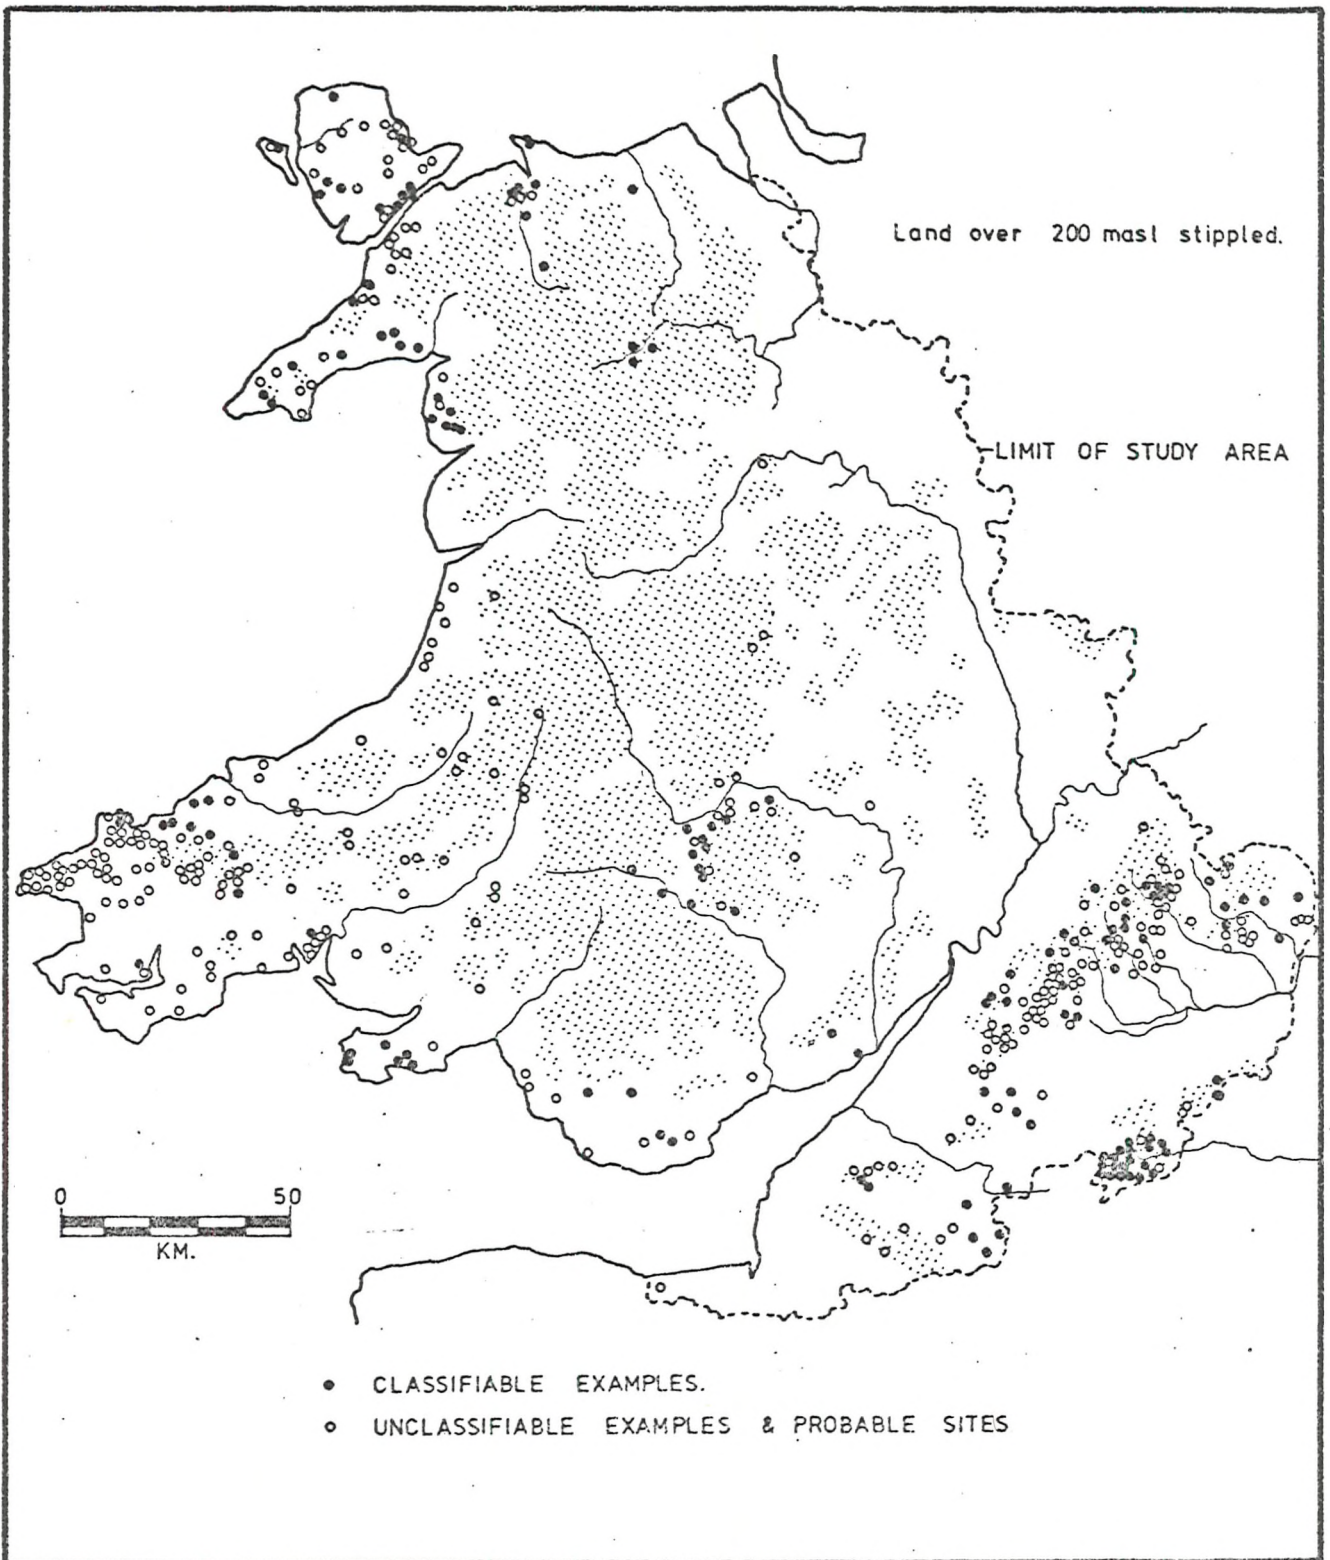 Land over 200 masl stippled.
LIMIT OF STUDY AREA
0 50
KM.
CLASSIFIABLE EXAMPLES.
UNCLASSIFIABLE EXAMPLES & PROBABLE SITES